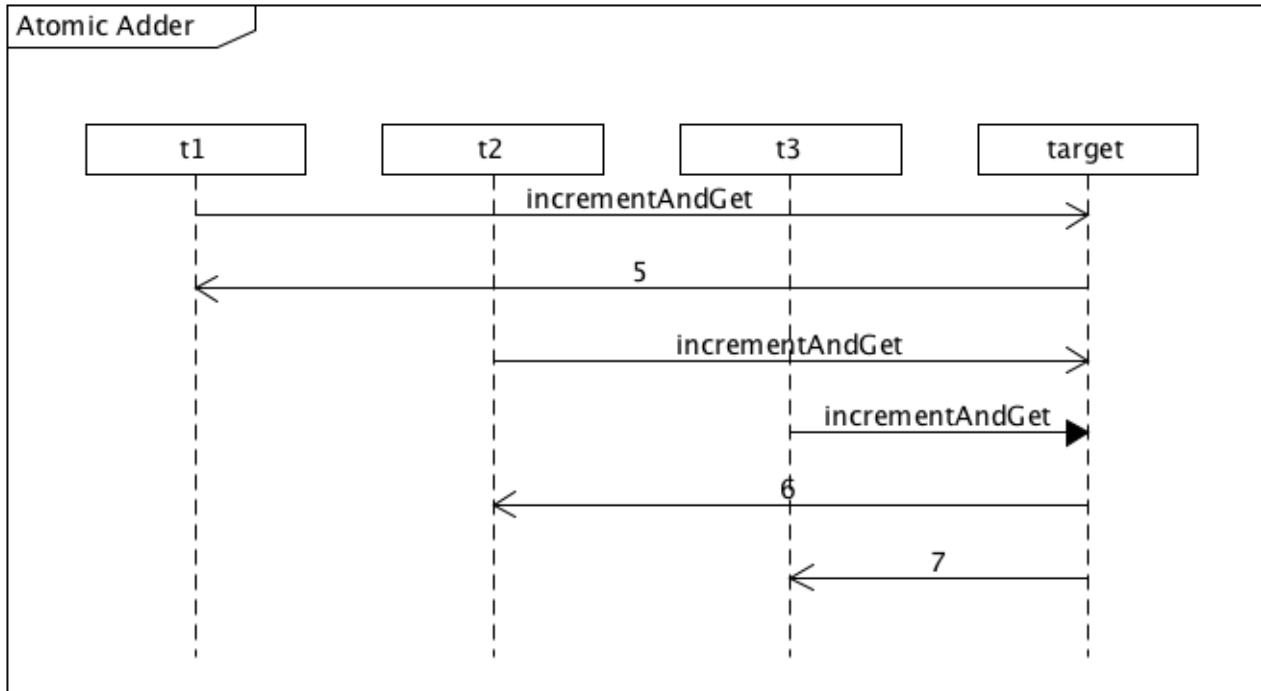 Atomic Adder
t1
t2
t3
target
incrementAndGet
5
incrementAndGet
incrementAndGet
6
7